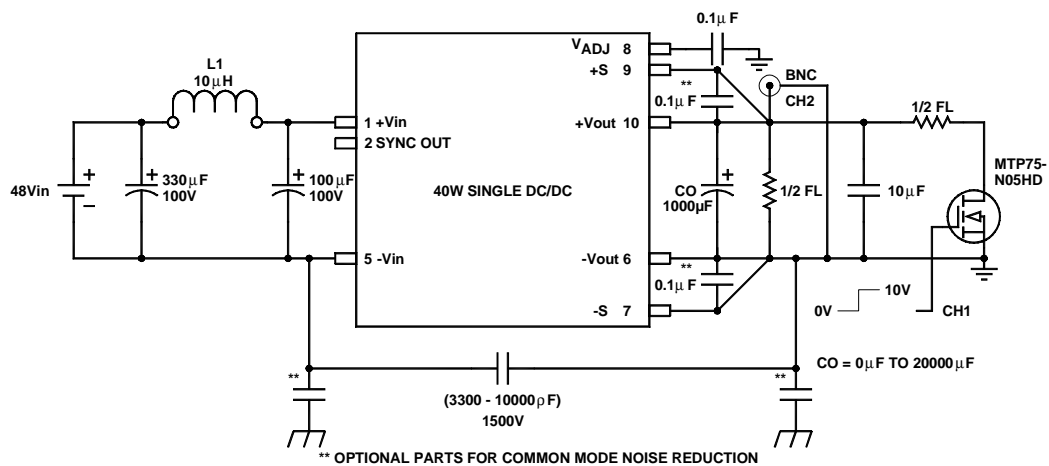 0.1μF
L1
10μH
VADJ 8
+S 9
**
0.1μF
BNC
CH2
1/2 FL
1 +Vin
2 SYNC OUT
+Vout 10
MTP75-
N05HD
48Vin
+
−
+
330μF
100V
+
100μF
100V
40W SINGLE DC/DC
+
CO
1000µF
1/2 FL
10μF
5 -Vin
-Vout 6
**
0.1μF
-S 7
0V
10V
CH1
CO = 0μF TO 20000μF
**
(3300 - 10000ρF)
1500V
**
** OPTIONAL PARTS FOR COMMON MODE NOISE REDUCTION